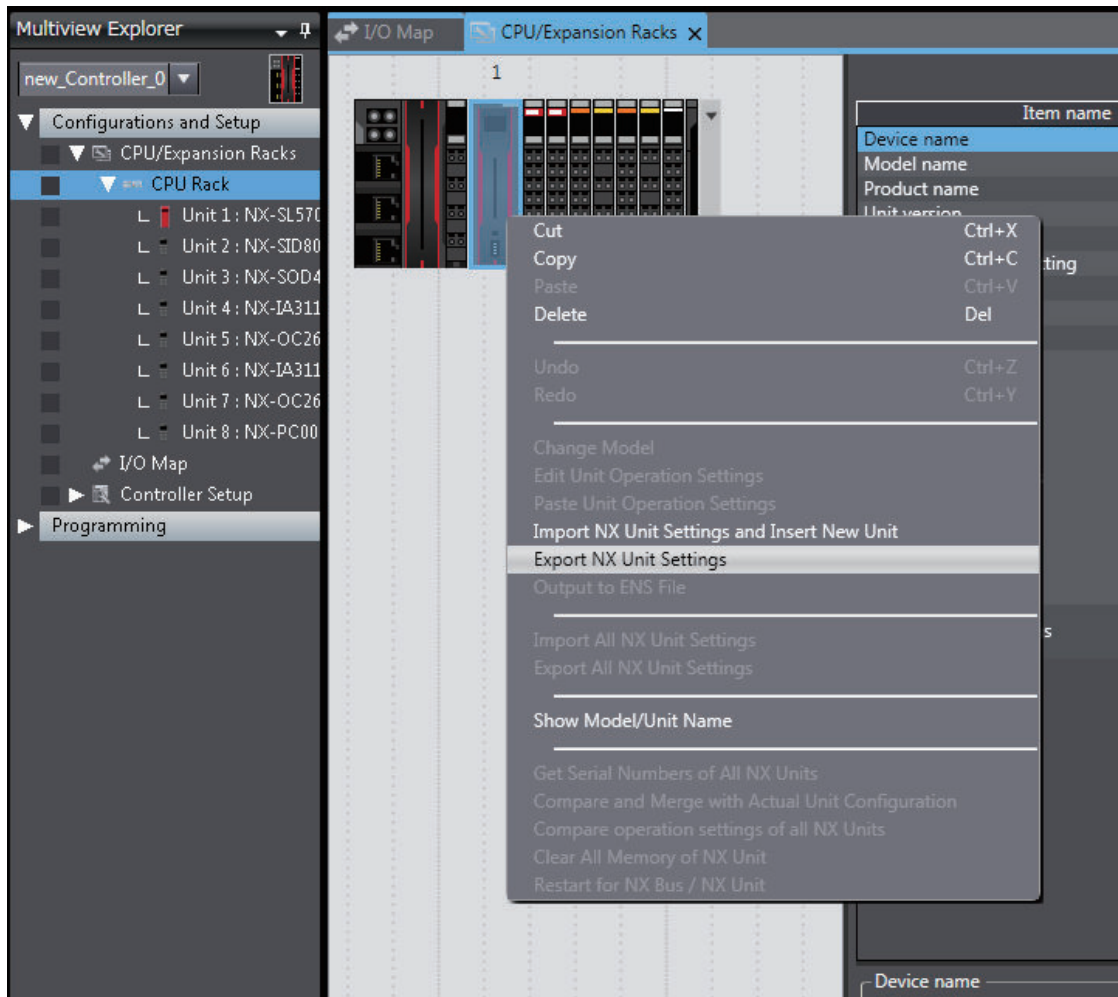 Multiview Explorer
new_Controller_0
Configurations and Setup
CPU/Expansion Racks
CPU Rack
Unit 1 : NX-SL570
Unit 2 : NX-SID80
Unit 3 : NX-SOD4
Unit 4 : NX-IA311
Unit 5 : NX-OC26
Unit 6 : NX-IA311
Unit 7 : NX-OC26
Unit 8 : NX-PC00
I/O Map
Controller Setup
Programming
I/O Map
CPU/Expansion Racks
1
Item name
Device name
Model name
Product name
Unit version
ting
s
Cut Ctrl+X
Copy Ctrl+C
Paste Ctrl+V
Delete Del
Undo Ctrl+Z
Redo Ctrl+Y
Change Model
Edit Unit Operation Settings
Paste Unit Operation Settings
Import NX Unit Settings and Insert New Unit
Export NX Unit Settings
Output to ENS File
Import All NX Unit Settings
Export All NX Unit Settings
Show Model/Unit Name
Get Serial Numbers of All NX Units
Compare and Merge with Actual Unit Configuration
Compare operation settings of all NX Units
Clear All Memory of NX Unit
Restart for NX Bus / NX Unit
Device name